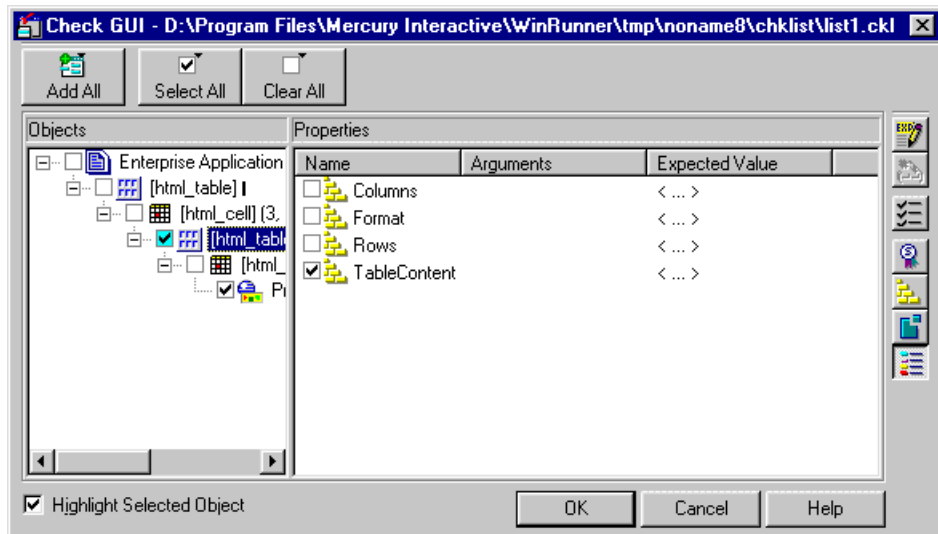 Check GUI - D:\Program Files\Mercury Interactive\WinRunner\tmp\noname8\chklist\list1.ckl
Add All Select All Clear All
Objects Properties
Enterprise Application
[html_table] I
[html_cell] (3,
[html_tabl
[html_
Pr
Name Arguments Expected Value
Columns < ... >
Format < ... >
Rows < ... >
TableContent < ... >
EXP
Highlight Selected Object OK Cancel Help